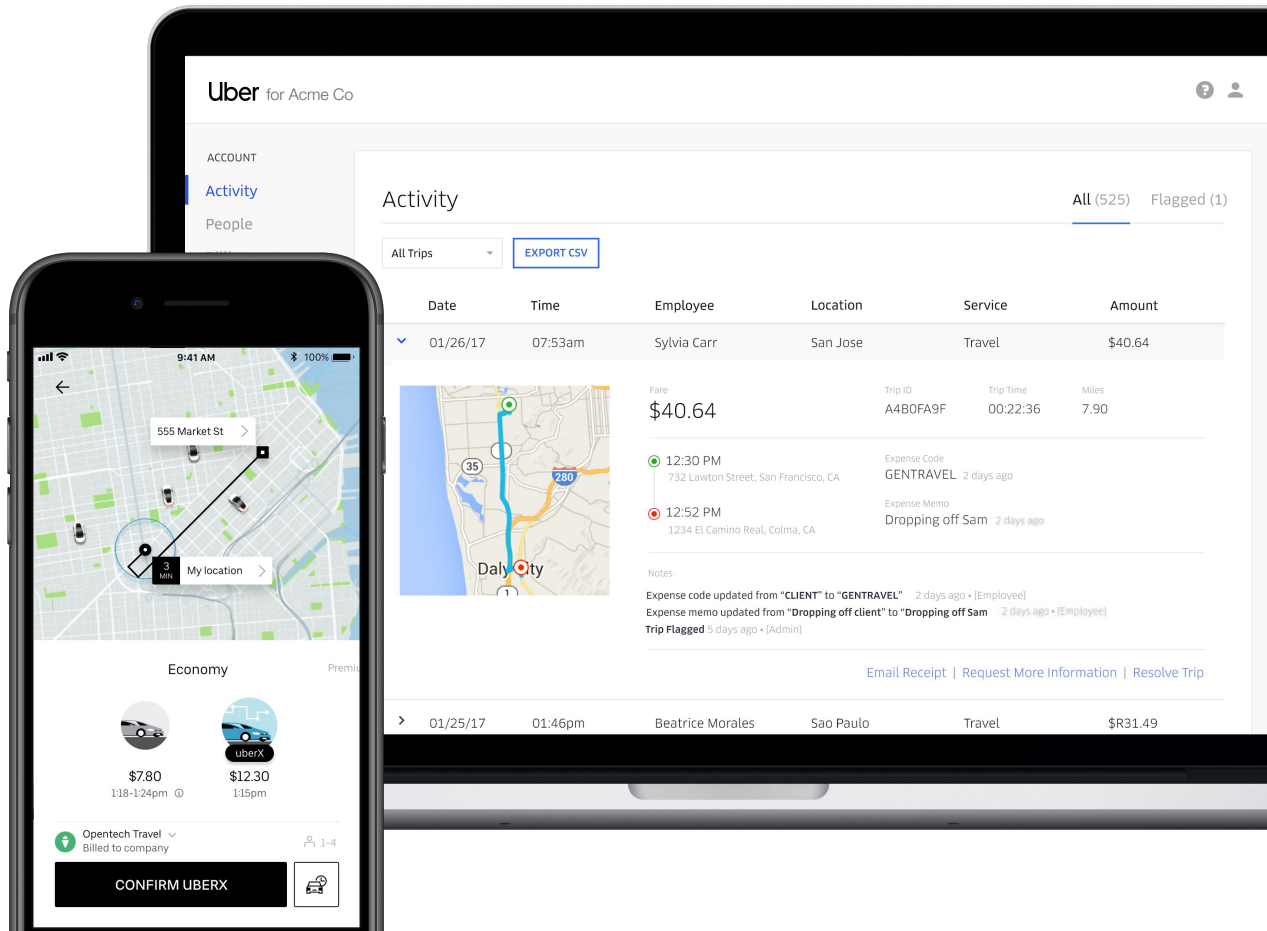 Uber for Acme Co
ACCOUNT
Activity
People
Activity
All (525) Flagged (1)
All Trips
EXPORT CSV
Date Time Employee Location Service Amount
01/26/17 07:53am Sylvia Carr San Jose Travel $40.64
35
280
Daly City
1
Fare
$40.64
Trip ID Trip Time Miles
A4B0FA9F 00:22:36 7.90
12:30 PM
732 Lawton Street, San Francisco, CA
12:52 PM
1234 El Camino Real, Colma, CA
Expense Code
GENTRAVEL 2 days ago
Expense Memo
Dropping off Sam 2 days ago
Notes
Expense code updated from “CLIENT” to “GENTRAVEL” 2 days ago • [Employee]
Expense memo updated from “Dropping off client” to “Dropping off Sam 2 days ago • [Employee]
Trip Flagged 5 days ago • [Admin]
Email Receipt | Request More Information | Resolve Trip
01/25/17 01:46pm Beatrice Morales Sao Paulo Travel $R31.49
9:41 AM 100%
555 Market St
3 MIN My location
Economy Premiu
uberX
$7.80 $12.30
1:18-1:24pm 1:15pm
Opentech Travel
Billed to company
1-4
CONFIRM UBERX